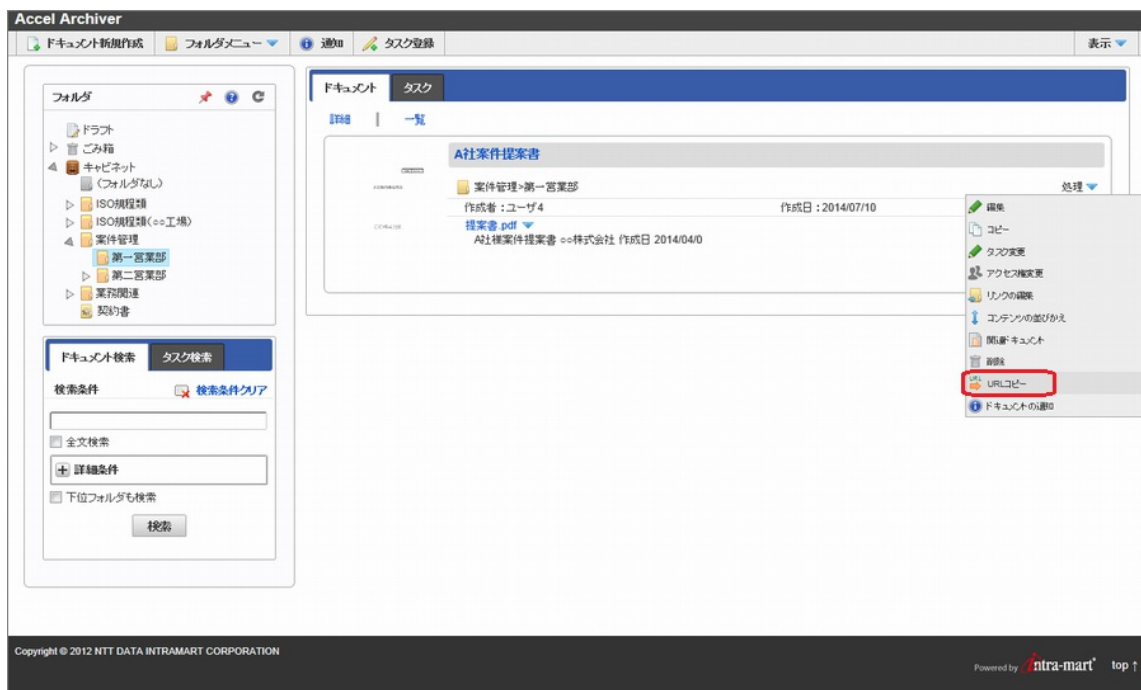 Accel Archiver
ドキュメント新規作成 フォルダメニュー 通知 タスク登録 表示
フォルダ
ドラフト
ごみ箱
キャビネット
(フォルダなし)
ISO規程類
ISO規程類(○○工場)
案件管理
第一営業部
第二営業部
業務関連
契約書
ドキュメント タスク
詳細 | 一覧
A社案件提案書
案件管理>第一営業部 処理
作成者:ユーザ4 作成日:2014/07/10
提案書.pdf
A社様案件提案書 ○○株式会社 作成日 2014/04/0
編集
コピー
タスク変更
アクセス権変更
リンクの編集
コンテンツの並びかえ
関連ドキュメント
削除
URLコピー
ドキュメントの通知
ドキュメント検索 タスク検索
検索条件 検索条件クリア
全文検索
詳細条件
下位フォルダも検索
検索
Copyright © 2012 NTT DATA INTRAMART CORPORATION
Powered by intra-mart top ↑